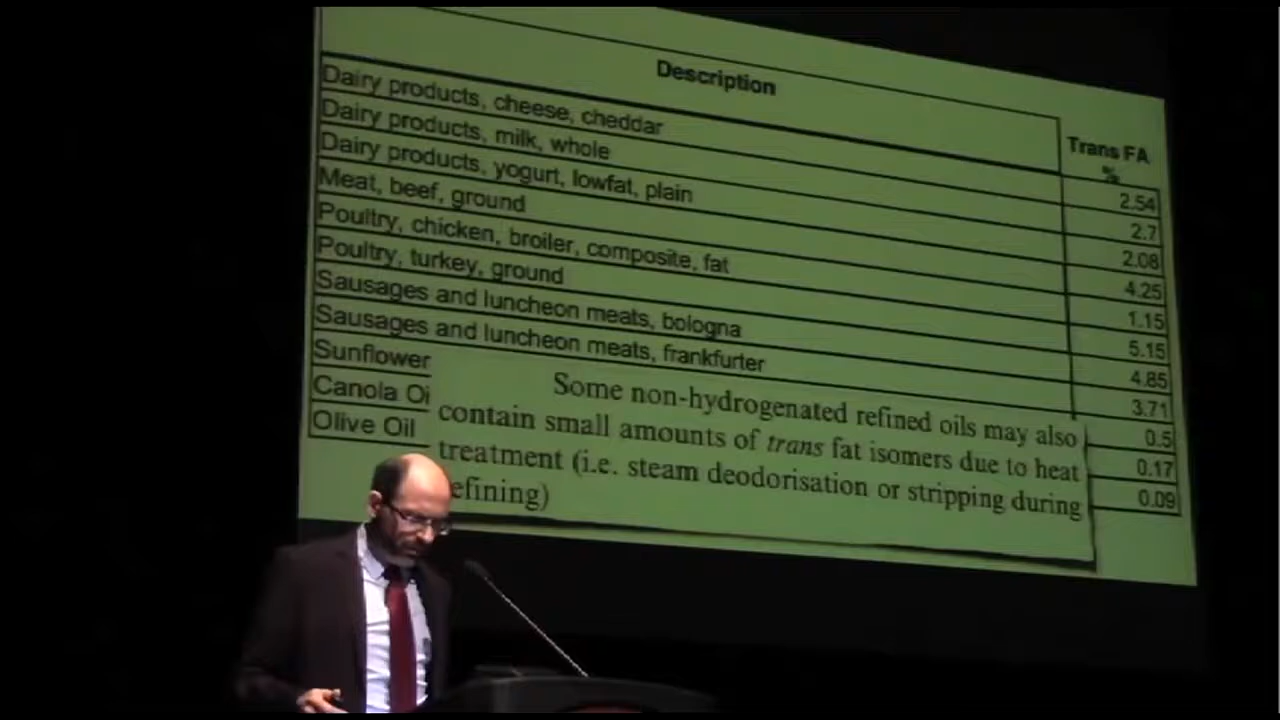 Description
Trans FA
%
Dairy products, cheese, cheddar 2.54
Dairy products, milk, whole 2.7
Dairy products, yogurt, lowfat, plain 2.08
Meat, beef, ground 4.25
Poultry, chicken, broiler, composite, fat 1.15
Poultry, turkey, ground 5.15
Sausages and luncheon meats, bologna 4.85
Sausages and luncheon meats, frankfurter 3.71
Sunflower 0.5
Canola Oi 0.17
Olive Oil 0.09
Some non-hydrogenated refined oils may also
contain small amounts of trans fat isomers due to heat
treatment (i.e. steam deodorisation or stripping during
efining)